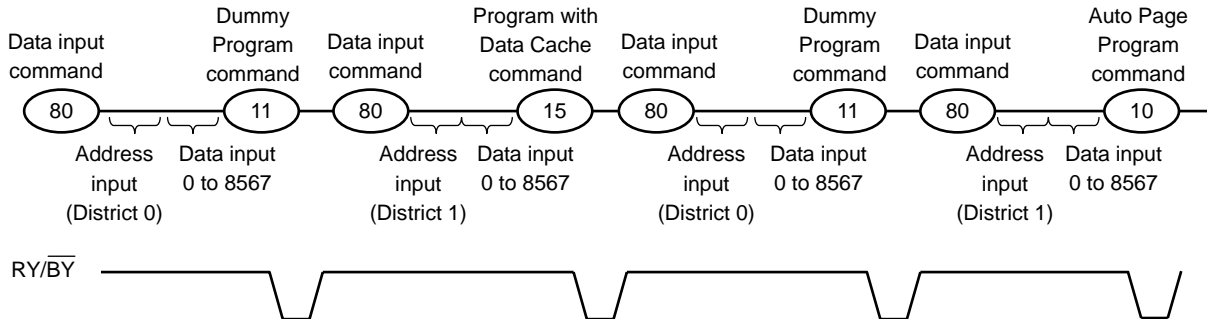 Data input
command
80
Dummy
Program
command
11
Data input
command
80
Program with
Data Cache
command
15
Data input
command
80
Dummy
Program
command
11
Data input
command
80
Auto Page
Program
command
10
Address
input
(District 0)
Data input
0 to 8567
Address
input
(District 1)
Data input
0 to 8567
Address
input
(District 0)
Data input
0 to 8567
Address
input
(District 1)
Data input
0 to 8567
RY/B̅Y̅